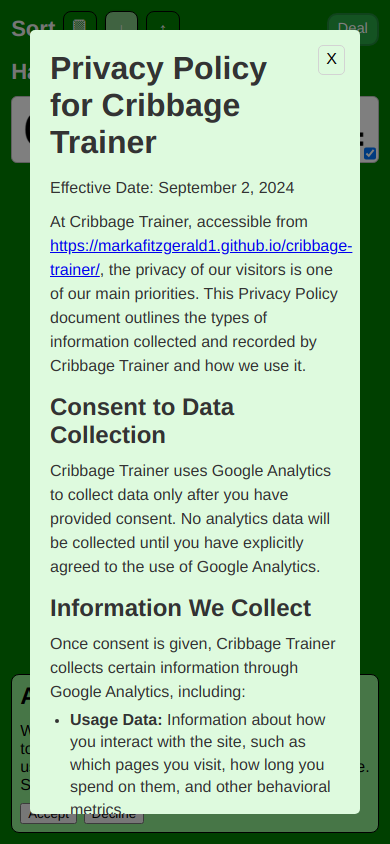 Sort
Deal
X
Privacy Policy
for Cribbage
Trainer
Effective Date: September 2, 2024
At Cribbage Trainer, accessible from
https://markafitzgerald1.github.io/cribbage-
trainer/, the privacy of our visitors is one
of our main priorities. This Privacy Policy
document outlines the types of
information collected and recorded by
Cribbage Trainer and how we use it.
Consent to Data
Collection
Cribbage Trainer uses Google Analytics
to collect data only after you have
provided consent. No analytics data will
be collected until you have explicitly
agreed to the use of Google Analytics.
Information We Collect
Once consent is given, Cribbage Trainer
collects certain information through
Google Analytics, including:
• Usage Data: Information about how
you interact with the site, such as
which pages you visit, how long you
spend on them, and other behavioral
metrics.
Accept Decline